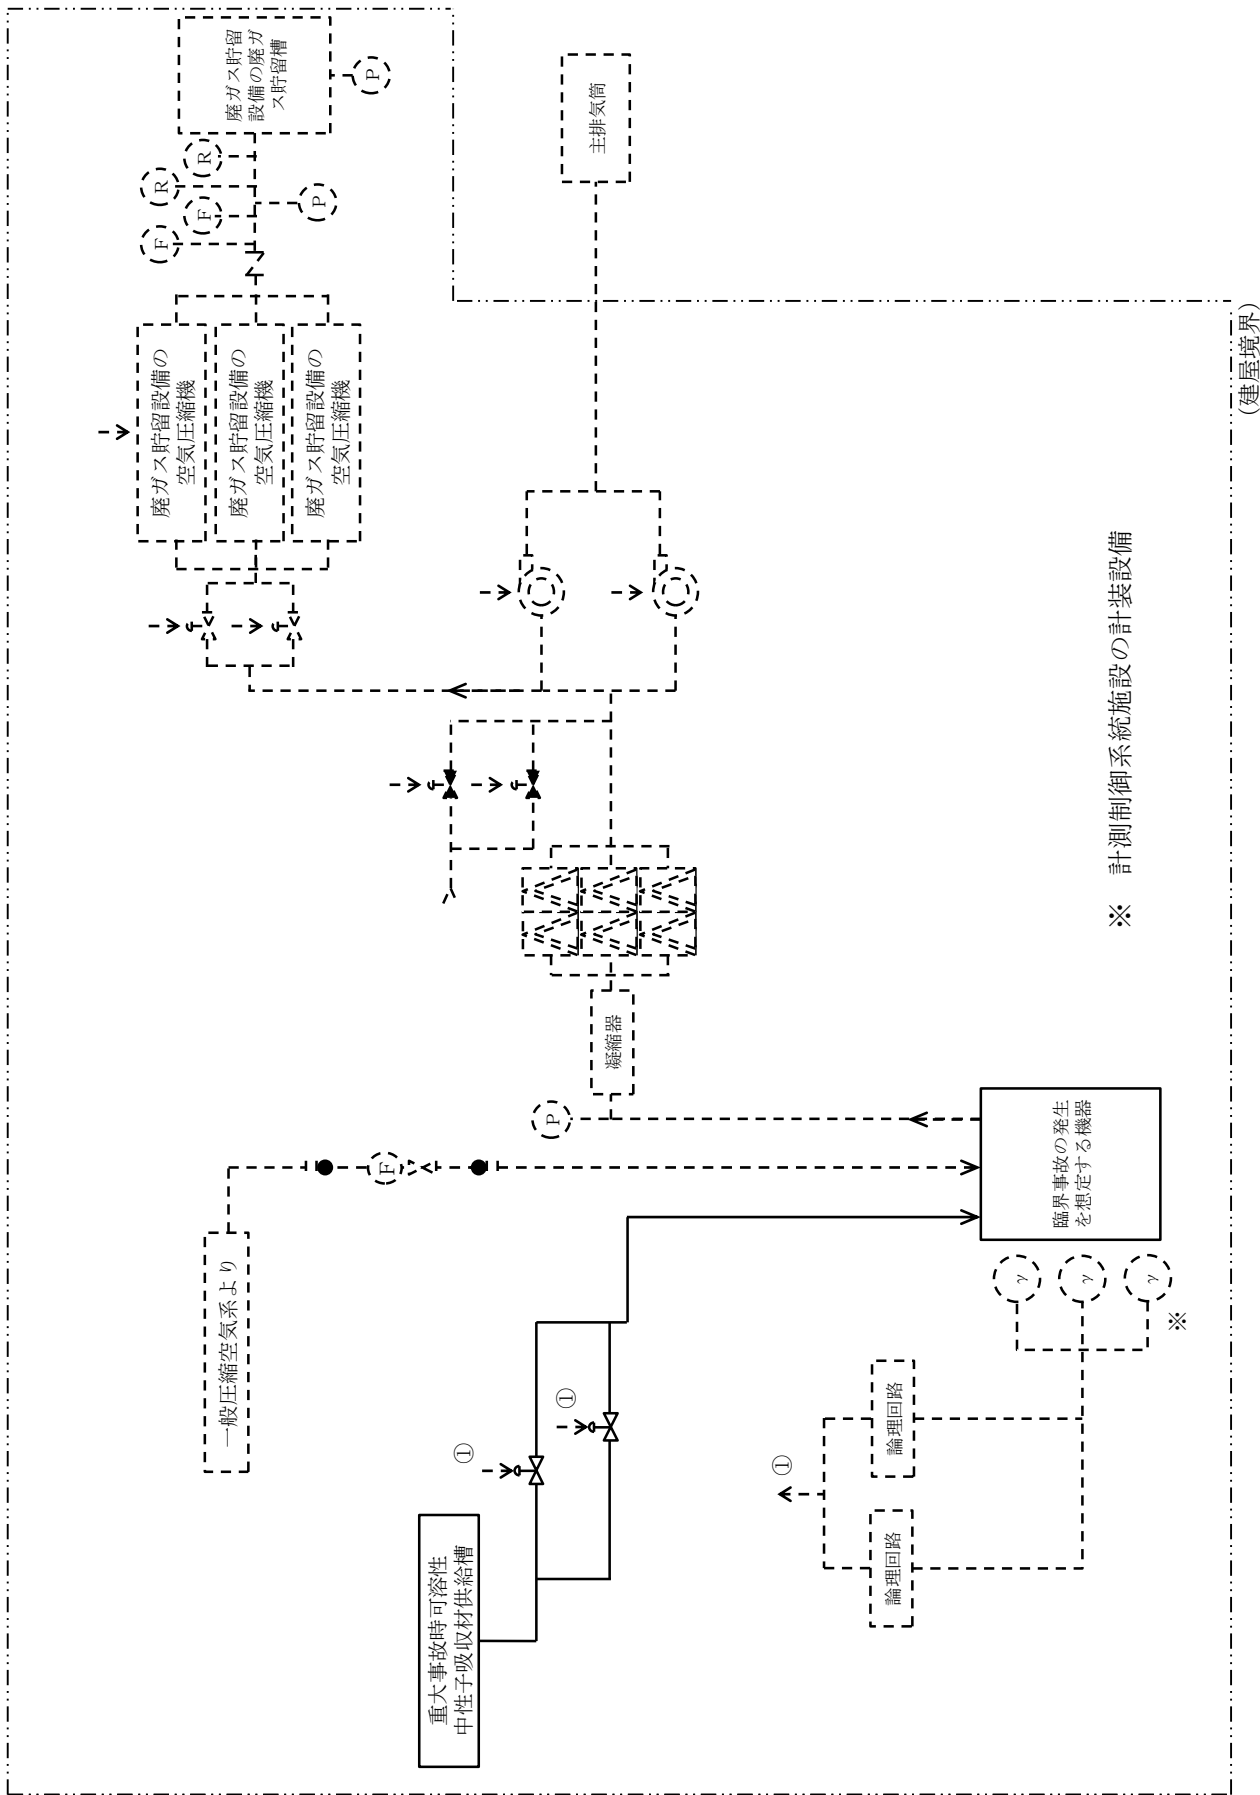 廃ガス貯留
設備の廃ガ
ス貯留槽
P
R
R
F
F
P
主排気筒
廃ガス貯留設備の
空気圧縮機
廃ガス貯留設備の
空気圧縮機
廃ガス貯留設備の
空気圧縮機
(建屋境界)
※ 計測制御系統施設の計装設備
凝縮器
P
F
一般圧縮空気系より
臨界事故の発生
を想定する機器
γ
γ
γ
※
①
①
①
論理回路
論理回路
重大事故時可溶性
中性子吸収材供給槽